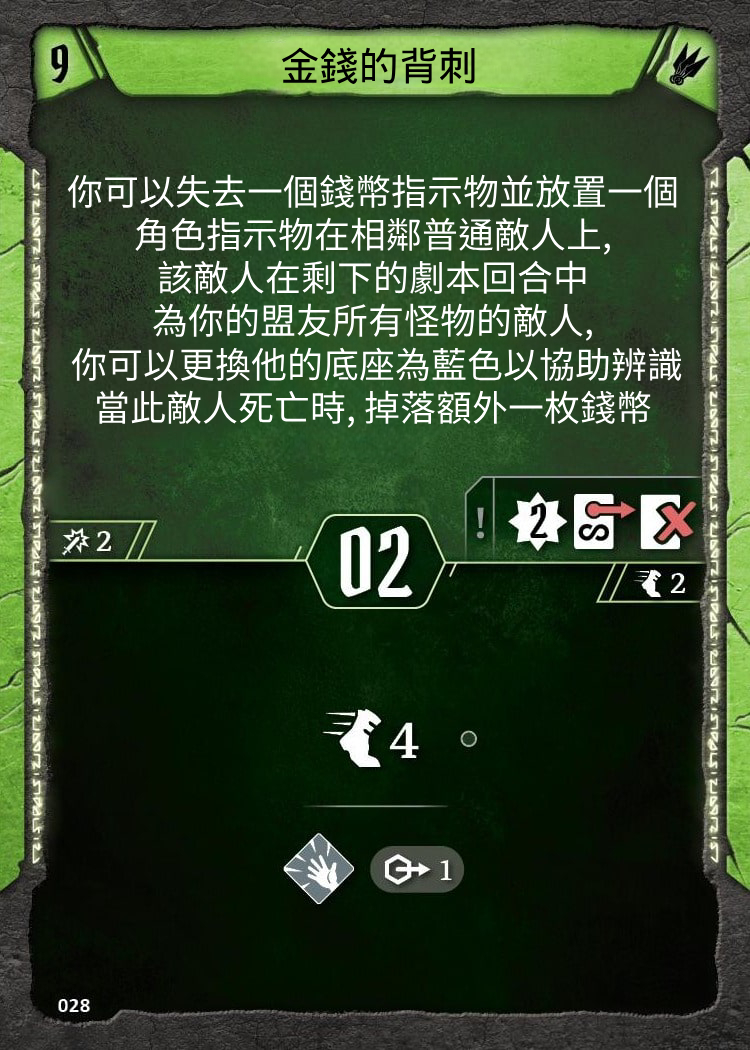 9
金錢的背刺
你可以失去一個錢幣指示物並放置一個
角色指示物在相鄰普通敵人上,
該敵人在剩下的劇本回合中
為你的盟友所有怪物的敵人,
你可以更換他的底座為藍色以協助辨識
當此敵人死亡時, 掉落額外一枚錢幣
! 2
2
02
2
4
1
028